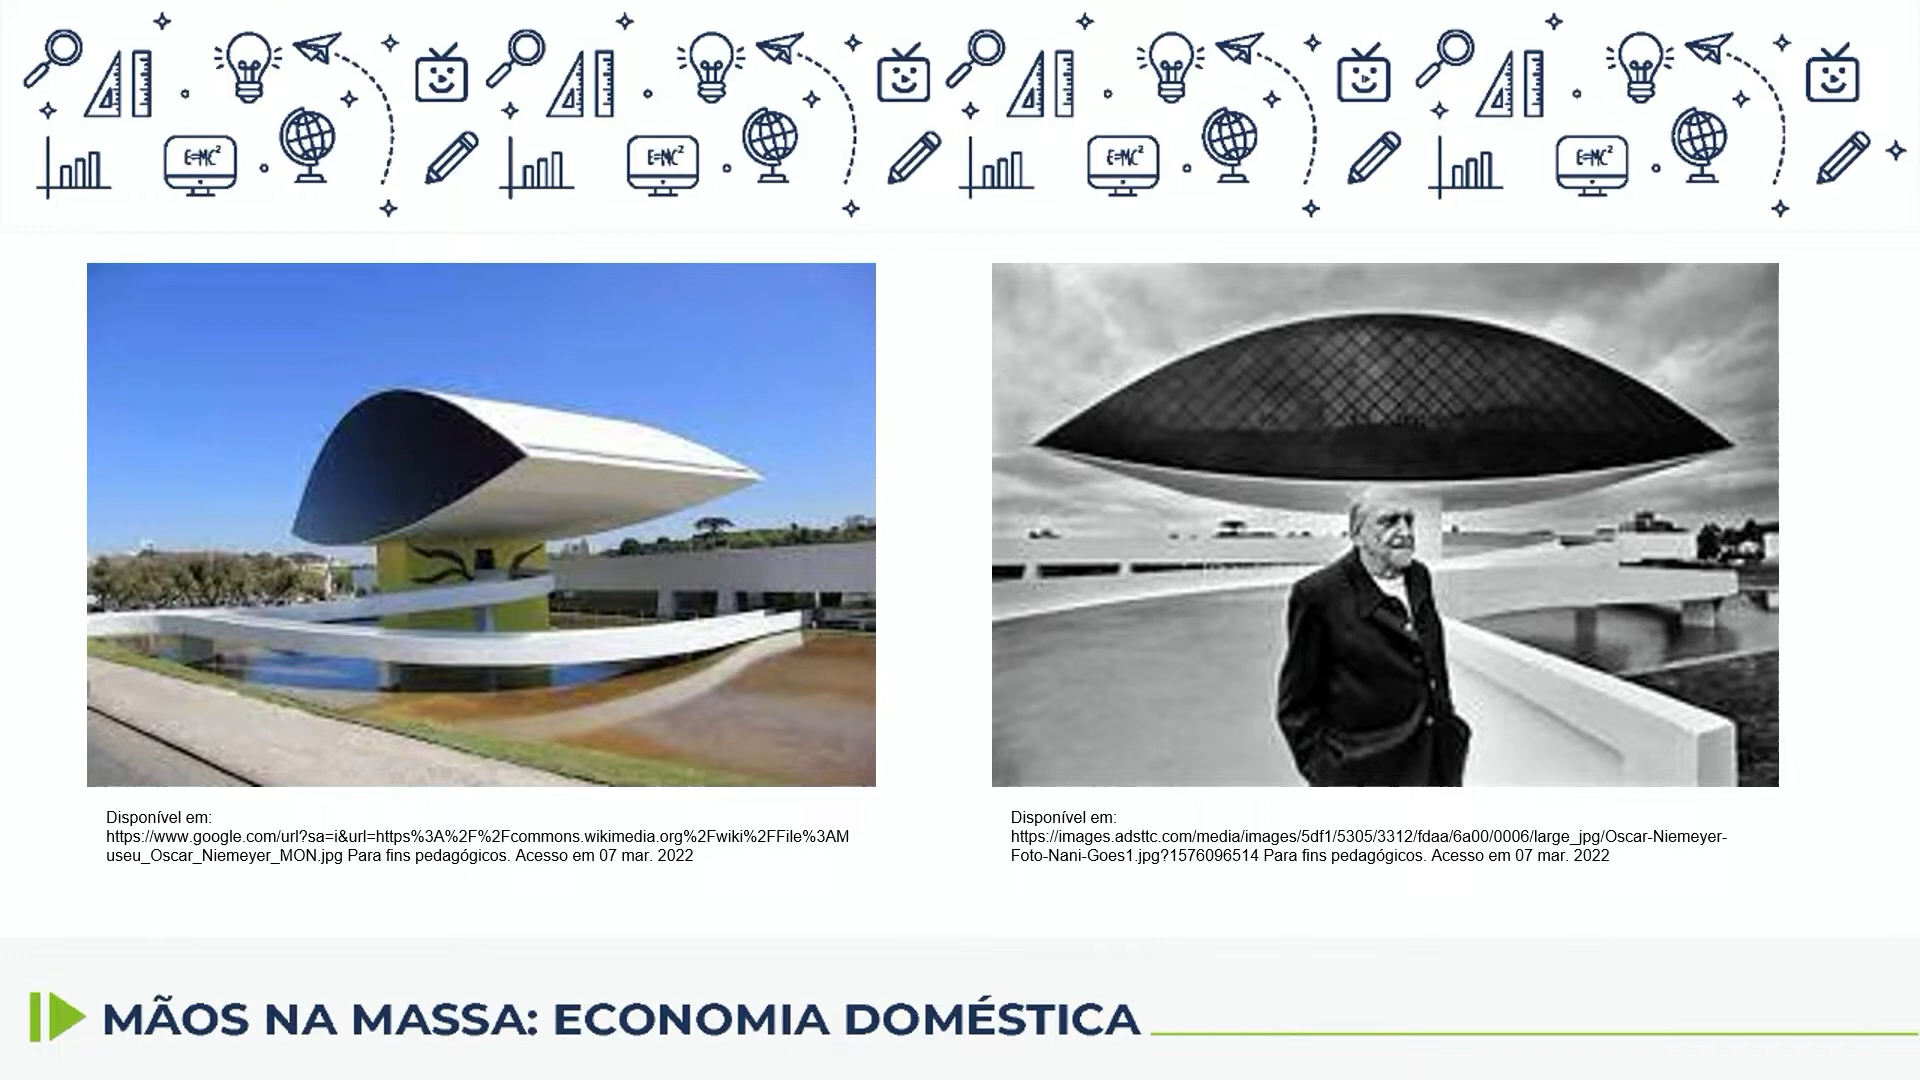 E=MC² E=MC² E=MC² E=MC²
Disponível em:
https://www.google.com/url?sa=i&url=https%3A%2F%2Fcommons.wikimedia.org%2Fwiki%2FFile%3AM
useu_Oscar_Niemeyer_MON.jpg Para fins pedagógicos. Acesso em 07 mar. 2022
Disponível em:
https://images.adsttc.com/media/images/5df1/5305/3312/fdaa/6a00/0006/large_jpg/Oscar-Niemeyer-
Foto-Nani-Goes1.jpg?1576096514 Para fins pedagógicos. Acesso em 07 mar. 2022
MÃOS NA MASSA: ECONOMIA DOMÉSTICA